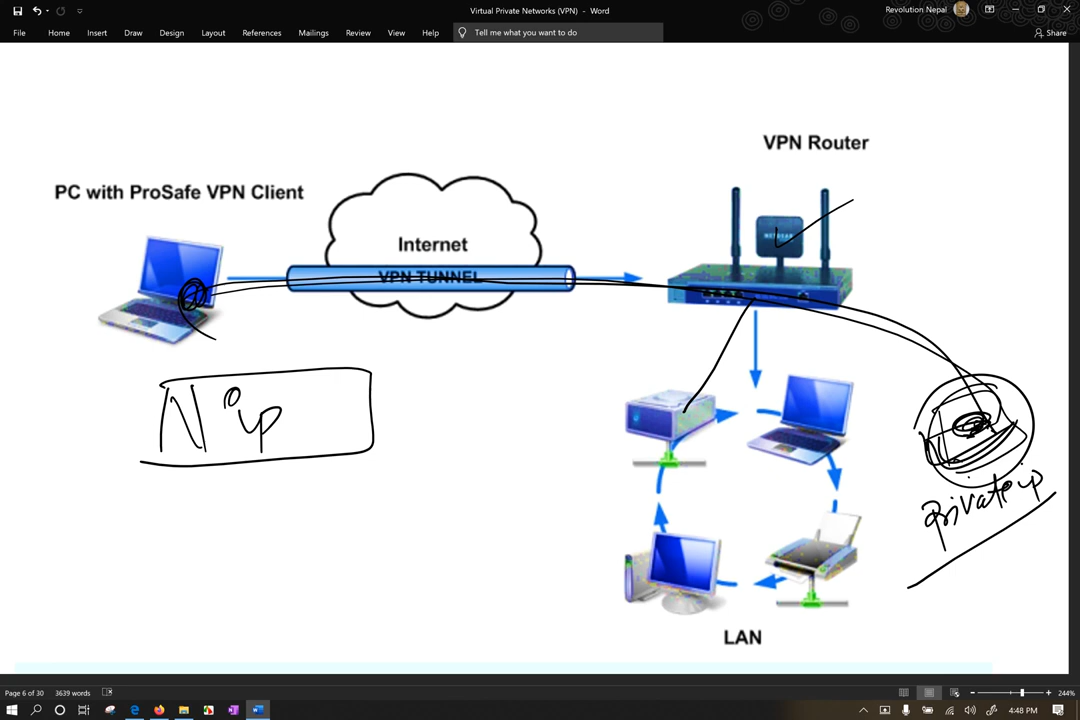 Virtual Private Networks (VPN) - Word
Revolution Nepal
File Home Insert Draw Design Layout References Mailings Review View Help Tell me what you want to do Share
VPN Router
PC with ProSafe VPN Client
Internet
VPN TUNNEL
NETGEAR
N ip
Private ip
LAN
Page 6 of 30 3639 words 244%
4:48 PM